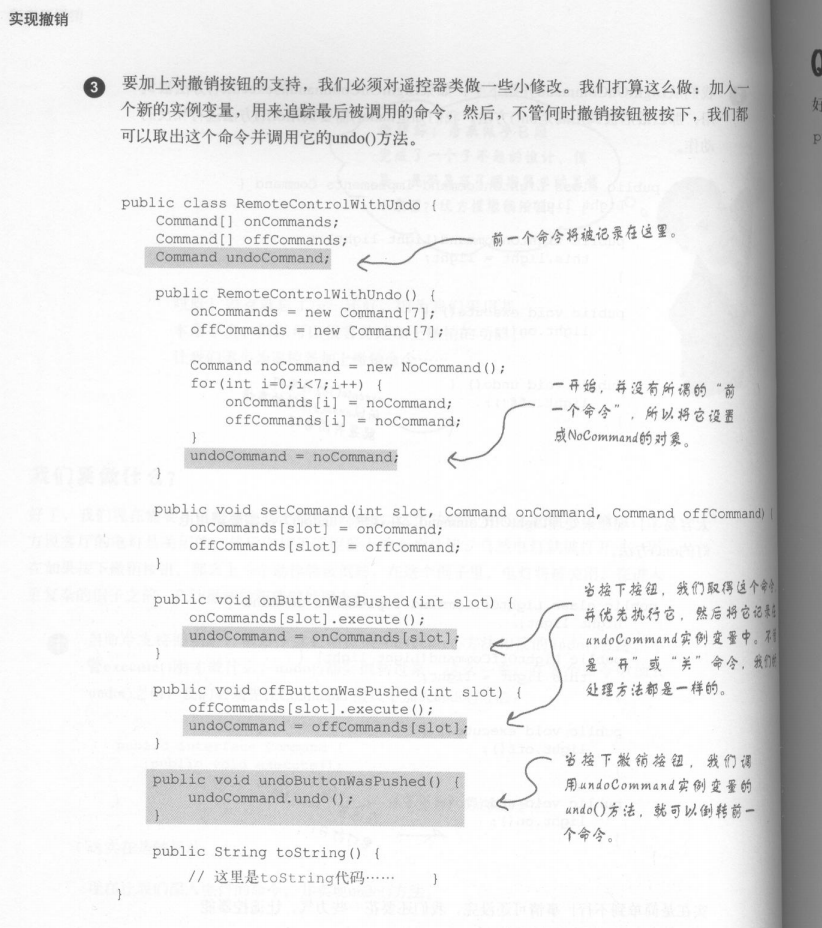 实现撤销
3 要加上对撤销按钮的支持，我们必须对遥控器类做一些小修改。我们打算这么做：加入一
个新的实例变量，用来追踪最后被调用的命令，然后，不管何时撤销按钮被按下，我们都
可以取出这个命令并调用它的undo()方法。
public class RemoteControlWithUndo {
Command[] onCommands;
Command[] offCommands;
Command undoCommand;
前一个命令将被记录在这里。
public RemoteControlWithUndo() {
onCommands = new Command[7];
offCommands = new Command[7];
Command noCommand = new NoCommand();
for(int i=0;i<7;i++) {
onCommands[i] = noCommand;
offCommands[i] = noCommand;
}
undoCommand = noCommand;
}
一开始，并没有所谓的“前
一个命令”，所以将它设置
成NoCommand的对象。
public void setCommand(int slot, Command onCommand, Command offCommand) {
onCommands[slot] = onCommand;
offCommands[slot] = offCommand;
}
public void onButtonWasPushed(int slot) {
onCommands[slot].execute();
undoCommand = onCommands[slot];
}
当按下按钮，我们取得这个命令
并优先执行它，然后将它记录在
undoCommand实例变量中。不管
是“开”或“关”命令，我们的
处理方法都是一样的。
public void offButtonWasPushed(int slot) {
offCommands[slot].execute();
undoCommand = offCommands[slot];
}
public void undoButtonWasPushed() {
undoCommand.undo();
}
当按下撤销按钮，我们调
用undoCommand实例变量的
undo()方法，就可以倒转前一
个命令。
public String toString() {
// 这里是toString代码…… }
}